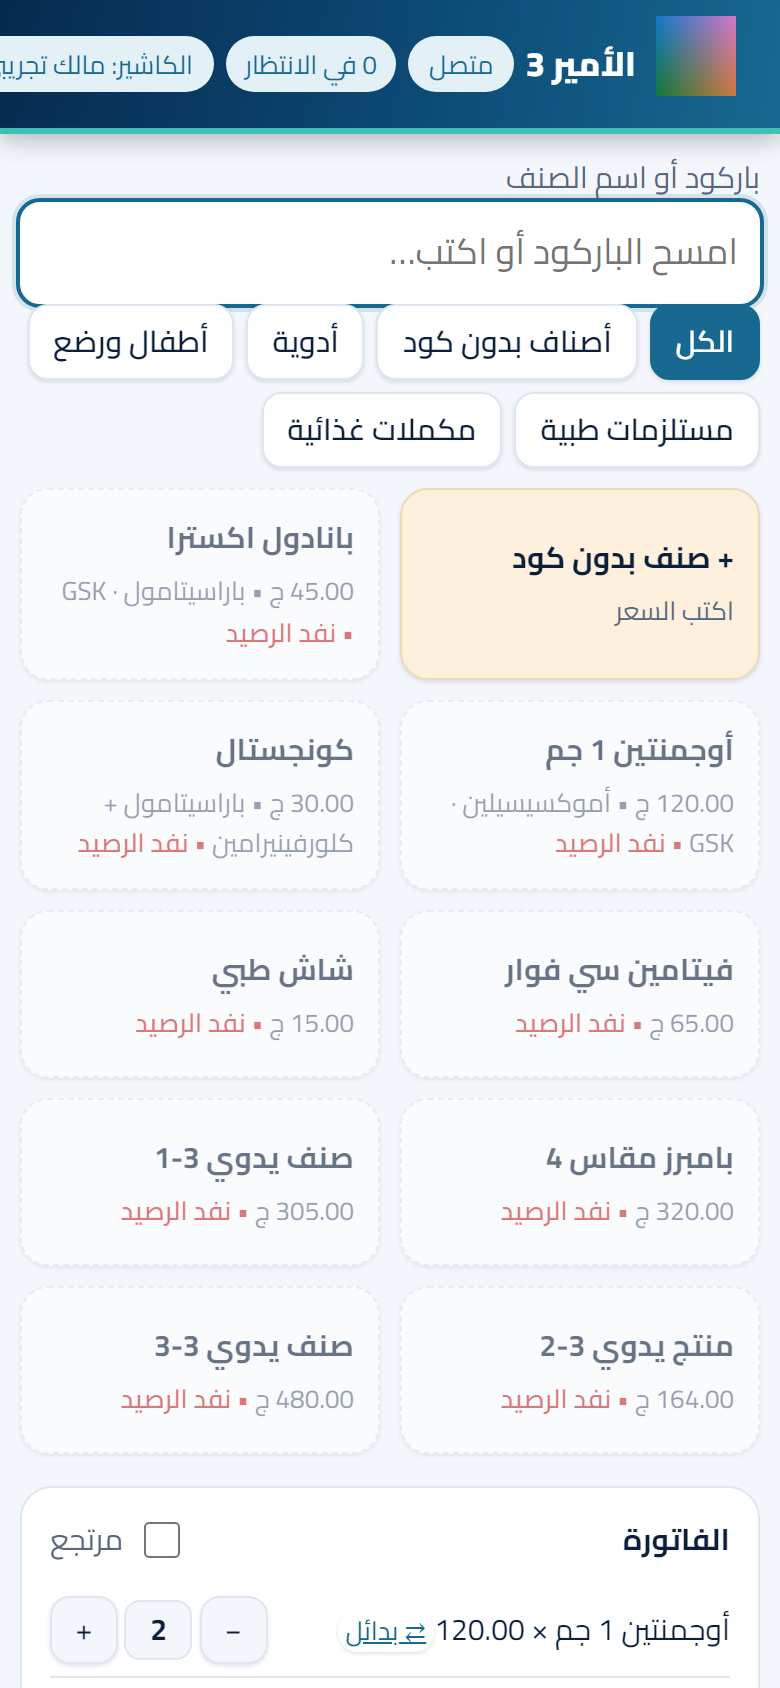 الأمير 3 متصل 0 في الانتظار الكاشير: مالك
باركود أو اسم الصنف
امسح الباركود أو اكتب...
الكل أصناف بدون كود أدوية أطفال ورضع
مستلزمات طبية مكملات غذائية
+ صنف بدون كود
اكتب السعر
بانادول اكسترا
45.00 ج ▪ باراسيتامول · GSK
▪ نفد الرصيد
أوجمنتين 1 جم
120.00 ج ▪ أموكسيسيلين ·
GSK ▪ نفد الرصيد
كونجستال
30.00 ج ▪ باراسيتامول +
كلورفينيرامين ▪ نفد الرصيد
فيتامين سي فوار
65.00 ج ▪ نفد الرصيد
شاش طبي
15.00 ج ▪ نفد الرصيد
بامبرز مقاس 4
320.00 ج ▪ نفد الرصيد
صنف يدوي 3-1
305.00 ج ▪ نفد الرصيد
منتج يدوي 3-2
164.00 ج ▪ نفد الرصيد
صنف يدوي 3-3
480.00 ج ▪ نفد الرصيد
الفاتورة مرتجع
أوجمنتين 1 جم × 120.00 ⇄ بدائل − 2 +